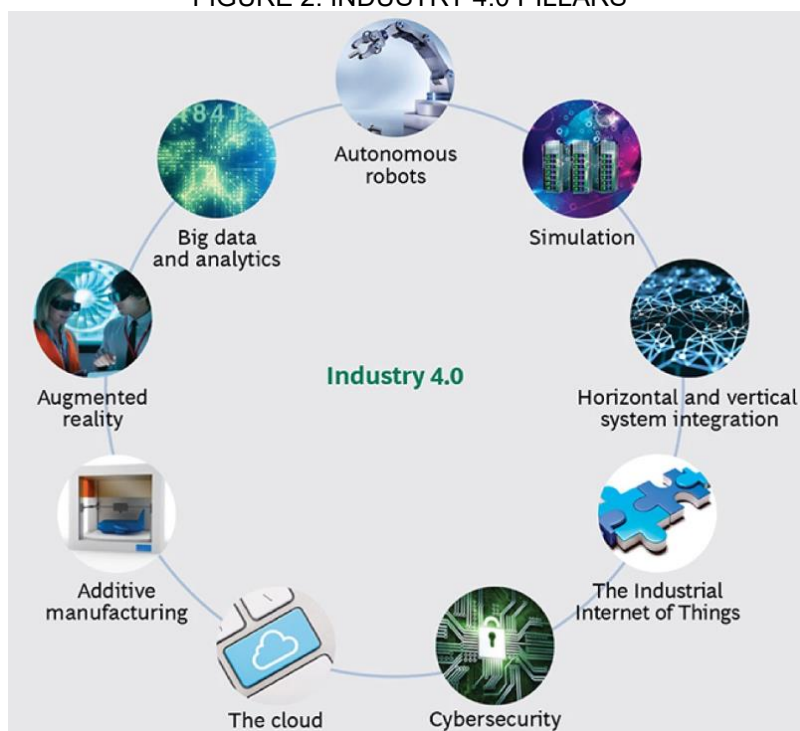 FIGURE 2. INDUSTRY 4.0 PILLARS
Autonomous
robots
Simulation
Horizontal and vertical
system integration
The Industrial
Internet of Things
Cybersecurity
The cloud
Additive
manufacturing
Augmented
reality
Big data
and analytics
Industry 4.0